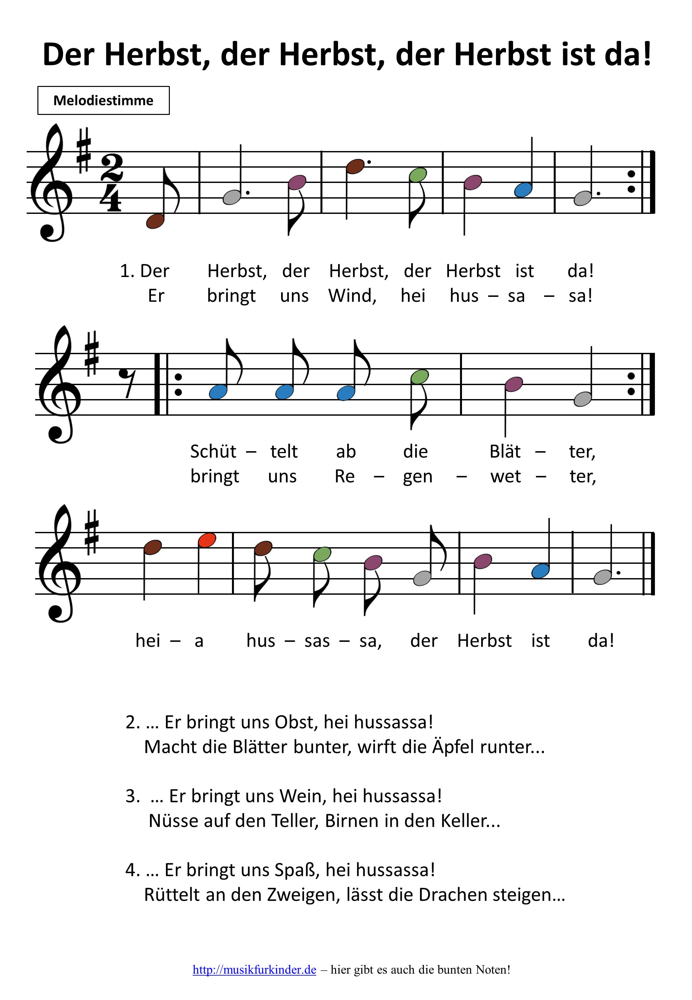 Der Herbst, der Herbst, der Herbst ist da!
Melodiestimme
2
4
1. Der Herbst, der Herbst, der Herbst ist da!
Er bringt uns Wind, hei hus – sa – sa!
Schüt – telt ab die Blät – ter,
bringt uns Re – gen – wet – ter,
hei – a hus – sas – sa, der Herbst ist da!
2. ... Er bringt uns Obst, hei hussassa!
Macht die Blätter bunter, wirft die Äpfel runter...
3. ... Er bringt uns Wein, hei hussassa!
Nüsse auf den Teller, Birnen in den Keller...
4. ... Er bringt uns Spaß, hei hussassa!
Rüttelt an den Zweigen, lässt die Drachen steigen...
http://musikfurkinder.de – hier gibt es auch die bunten Noten!